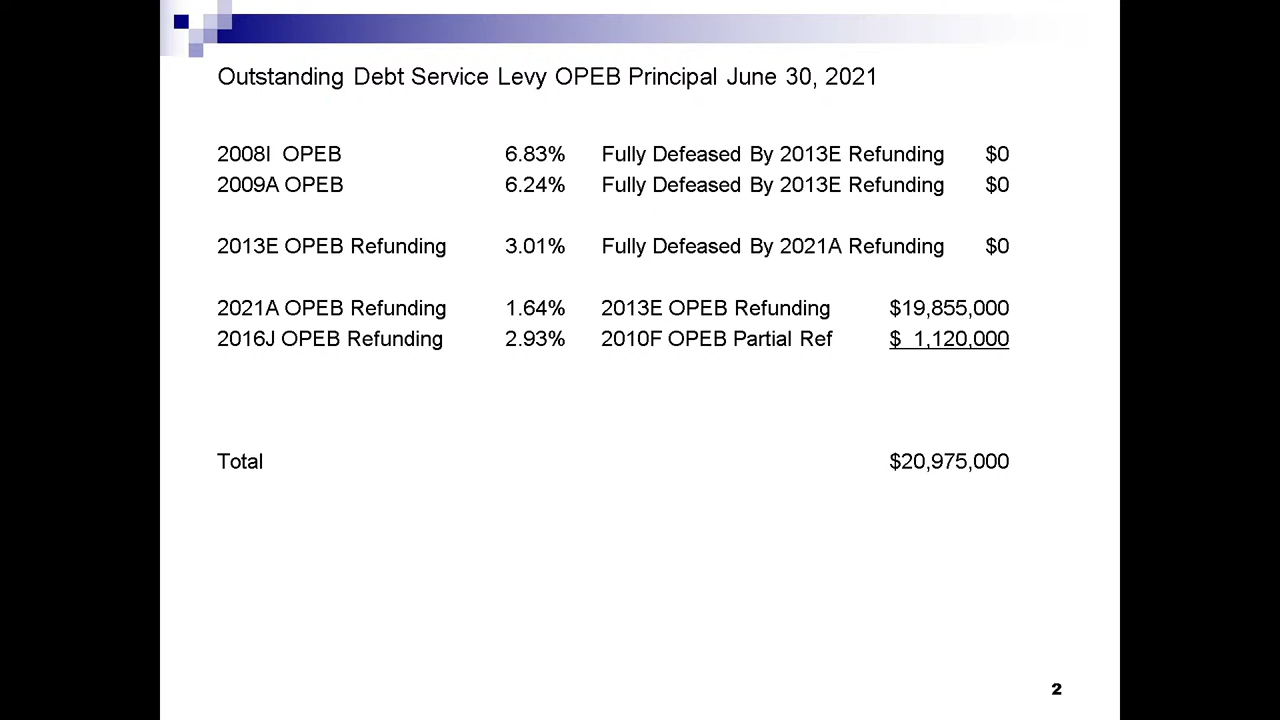 Outstanding Debt Service Levy OPEB Principal June 30, 2021
2008I OPEB 6.83% Fully Defeased By 2013E Refunding $0
2009A OPEB 6.24% Fully Defeased By 2013E Refunding $0
2013E OPEB Refunding 3.01% Fully Defeased By 2021A Refunding $0
2021A OPEB Refunding 1.64% 2013E OPEB Refunding $19,855,000
2016J OPEB Refunding 2.93% 2010F OPEB Partial Ref $ 1,120,000
Total $20,975,000
2